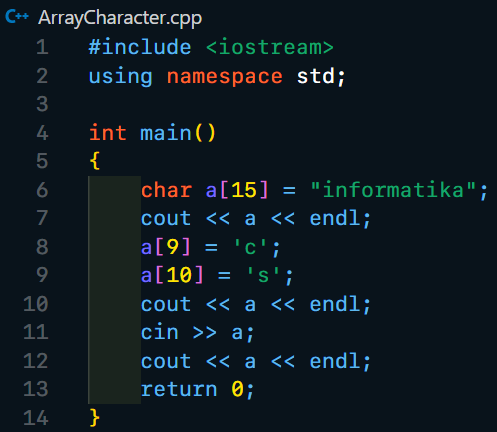 C++ ArrayCharacter.cpp
1 #include <iostream>
2 using namespace std;
3
4 int main()
5 {
6     char a[15] = "informatika";
7     cout << a << endl;
8     a[9] = 'c';
9     a[10] = 's';
10     cout << a << endl;
11     cin >> a;
12     cout << a << endl;
13     return 0;
14 }